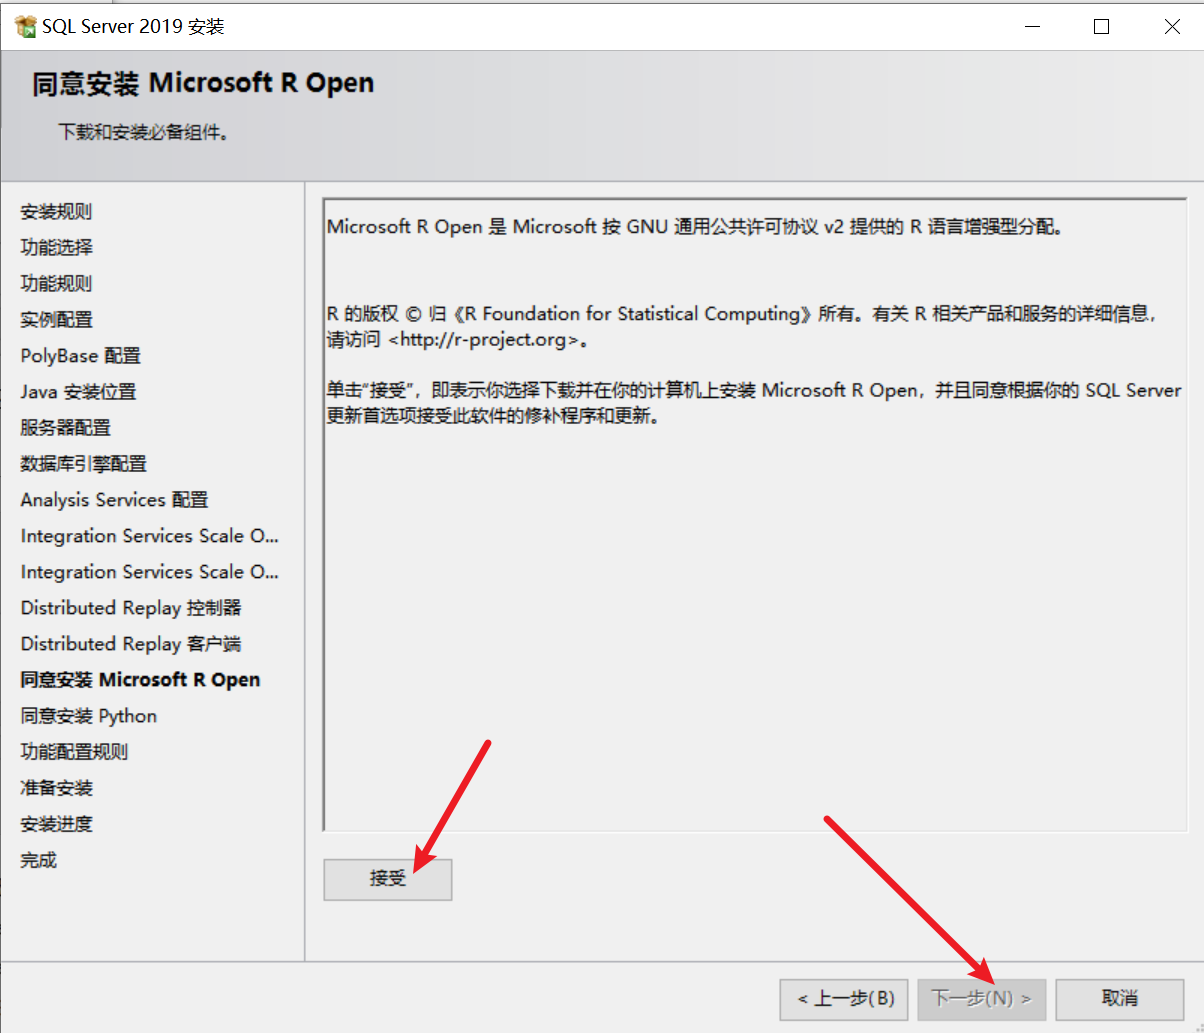 SQL Server 2019 安装
同意安装 Microsoft R Open
下载和安装必备组件。
安装规则
功能选择
功能规则
实例配置
PolyBase 配置
Java 安装位置
服务器配置
数据库引擎配置
Analysis Services 配置
Integration Services Scale O...
Integration Services Scale O...
Distributed Replay 控制器
Distributed Replay 客户端
同意安装 Microsoft R Open
同意安装 Python
功能配置规则
准备安装
安装进度
完成
Microsoft R Open 是 Microsoft 按 GNU 通用公共许可协议 v2 提供的 R 语言增强型分配。
R 的版权 © 归《R Foundation for Statistical Computing》所有。有关 R 相关产品和服务的详细信息，
请访问 <http://r-project.org>。
单击“接受”，即表示你选择下载并在你的计算机上安装 Microsoft R Open，并且同意根据你的 SQL Server
更新首选项接受此软件的修补程序和更新。
接受
< 上一步(B)
下一步(N) >
取消